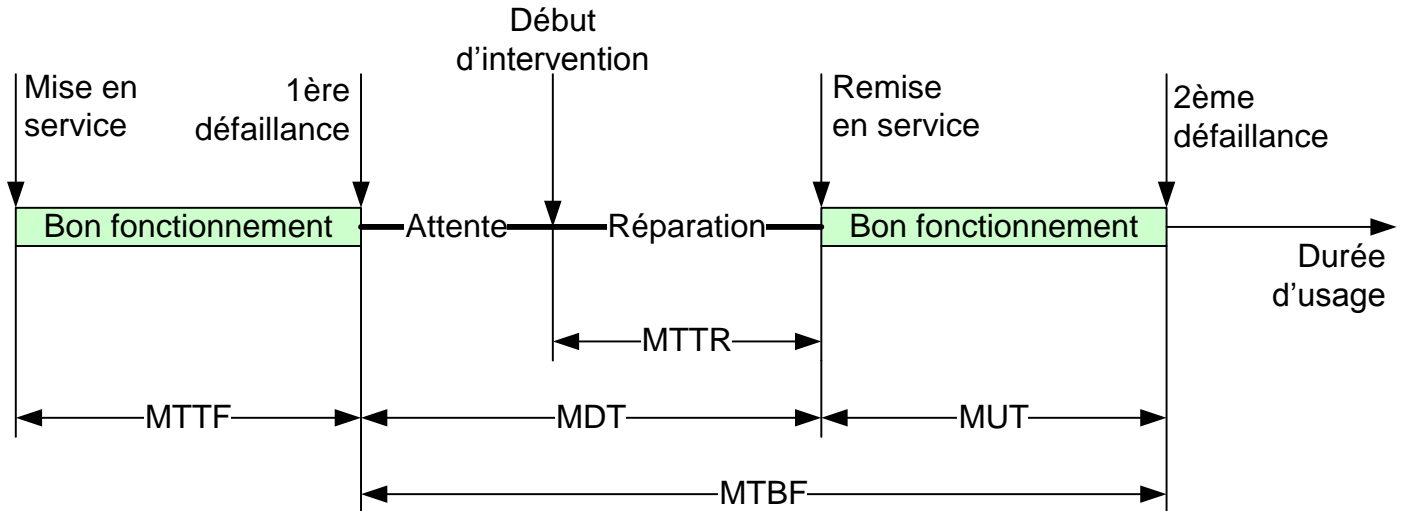 Début
d'intervention
Mise en
service
1ère
défaillance
Remise
en service
2ème
défaillance
Bon fonctionnement
Attente
Réparation
Bon fonctionnement
Durée
d'usage
MTTR
MTTF
MDT
MUT
MTBF